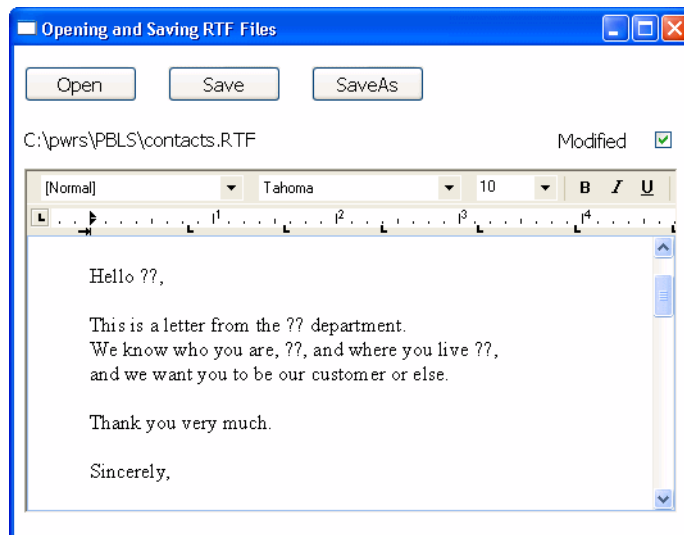 Opening and Saving RTF Files
Open Save SaveAs
C:\pwrs\PBLS\contacts.RTF Modified
[Normal] Tahoma 10 B I U
L 1 2 3 4
Hello ??,
This is a letter from the ?? department.
We know who you are, ??, and where you live ??,
and we want you to be our customer or else.
Thank you very much.
Sincerely,